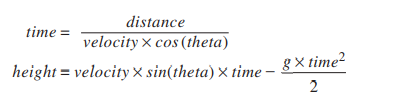 time = distance / velocity × cos (theta)
height = velocity × sin(theta) × time − g × time² / 2